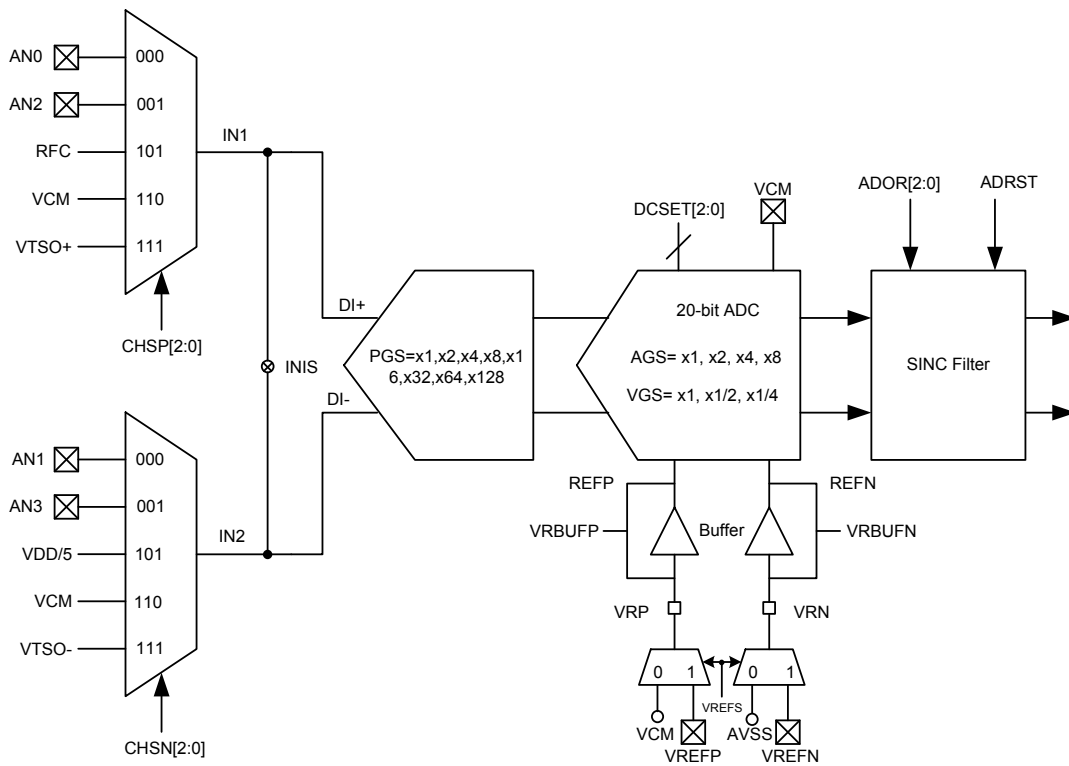 AN0
000
AN2
001
RFC
101
VCM
110
VTSO+
111
CHSP[2:0]
IN1
INIS
AN1
000
AN3
001
VDD/5
101
VCM
110
VTSO-
111
CHSN[2:0]
IN2
DI+
DI-
PGS=x1,x2,x4,x8,x1
6,x32,x64,x128
DCSET[2:0]
VCM
20-bit ADC
AGS= x1, x2, x4, x8
VGS= x1, x1/2, x1/4
ADOR[2:0]
ADRST
SINC Filter
REFP
REFN
VRBUFP
Buffer
VRBUFN
VRP
VRN
0 1
0 1
VREFS
VCM
VREFP
AVSS
VREFN